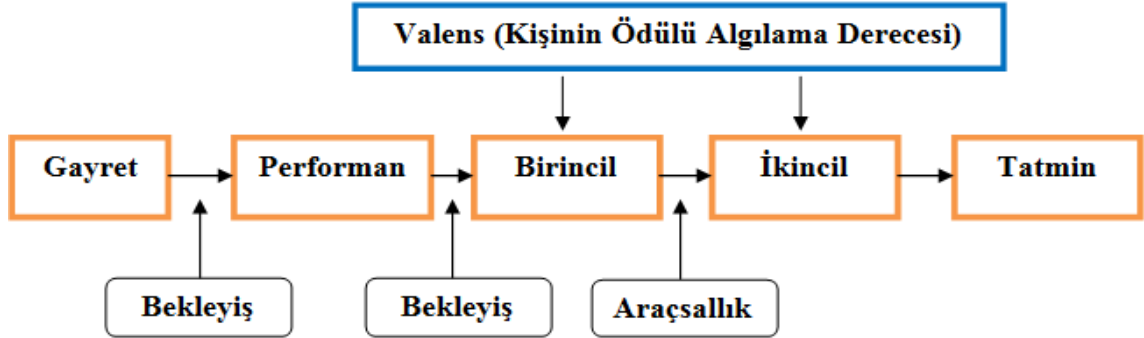 Valens (Kişinin Ödülü Algılama Derecesi)
Gayret
Performan
Birincil
İkincil
Tatmin
Bekleyiş
Bekleyiş
Araçsallık